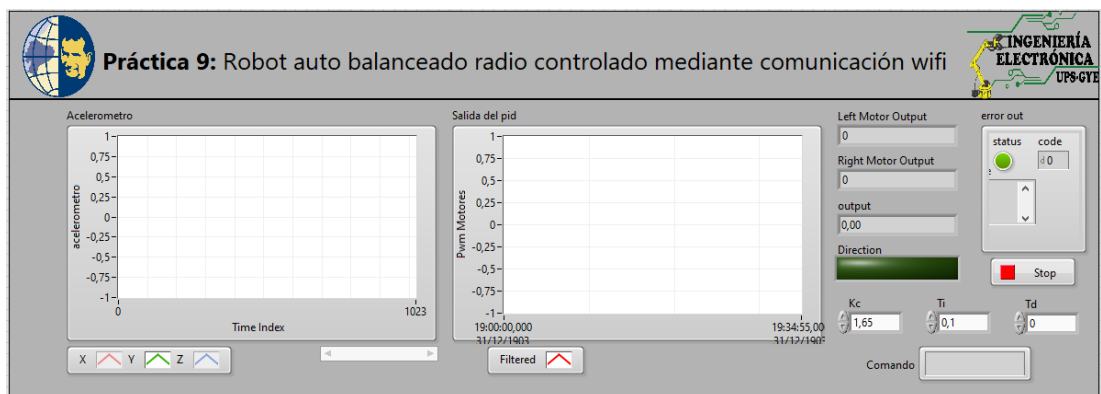 Práctica 9: Robot auto balanceado radio controlado mediante comunicación wifi
INGENIERÍA
ELECTRÓNICA
UPS-GYE
Acelerometro
1
0,75
0,5
0,25
0
-0,25
-0,5
-0,75
-1
acelerometro
0
1023
Time Index
X Y Z
Salida del pid
1
0,75
0,5
0,25
0
-0,25
-0,5
-0,75
-1
Pwm Motores
19:00:00,000
31/12/1903
19:34:55,00
31/12/190
Filtered
Left Motor Output
0
Right Motor Output
0
output
0,00
Direction
error out
status code
d 0
Stop
Kc Ti Td
1,65 0,1 0
Comando